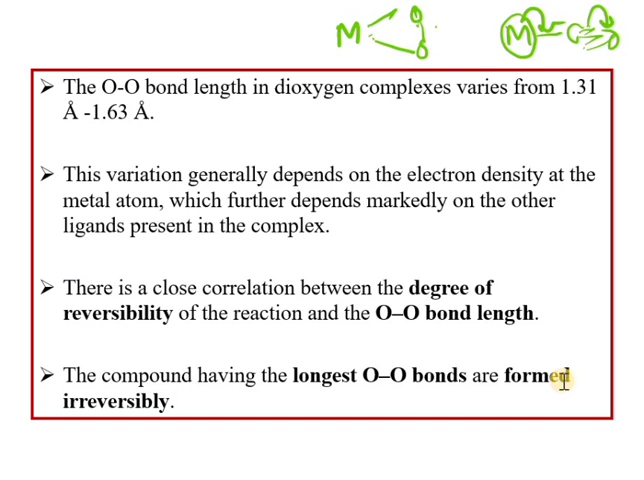 M
O
O
M
➢ The O-O bond length in dioxygen complexes varies from 1.31
Å -1.63 Å.
➢ This variation generally depends on the electron density at the
metal atom, which further depends markedly on the other
ligands present in the complex.
➢ There is a close correlation between the degree of
reversibility of the reaction and the O–O bond length.
➢ The compound having the longest O–O bonds are formed
irreversibly.